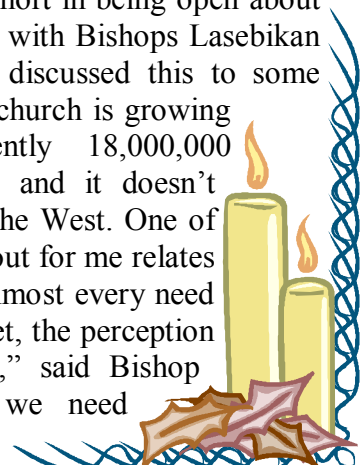 ort in being open about
with Bishops Lasebikan
discussed this to some
church is growing
ently 18,000,000
and it doesn’t
he West. One of
out for me relates
lmost every need
et, the perception
,” said Bishop
we need